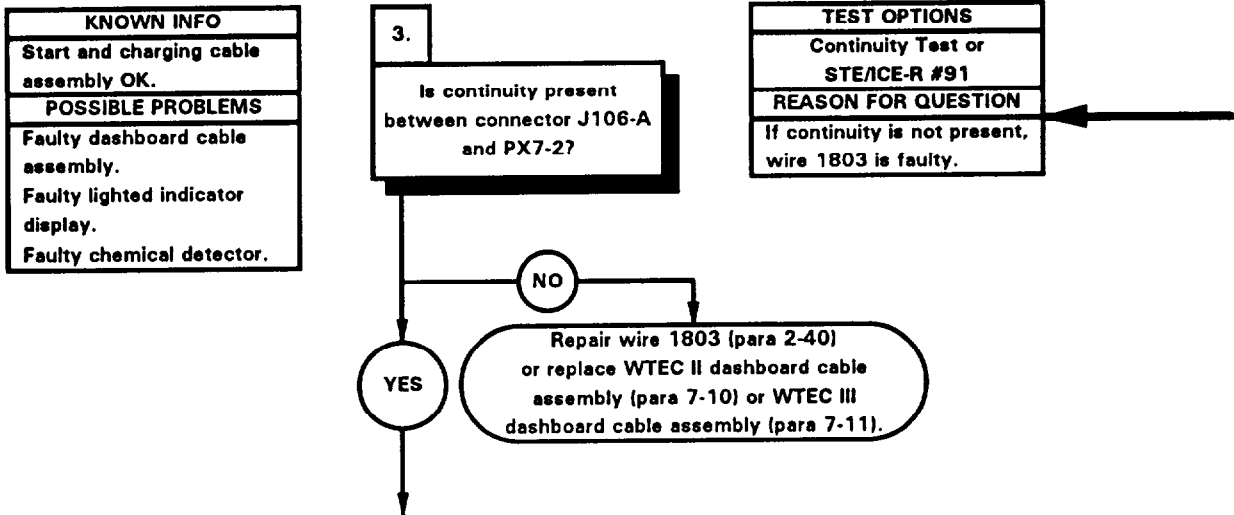 KNOWN INFO
Start and charging cable
assembly OK.
POSSIBLE PROBLEMS
Faulty dashboard cable
assembly.
Faulty lighted indicator
display.
Faulty chemical detector.
3.
Is continuity present
between connector J106-A
and PX7-2?
TEST OPTIONS
Continuity Test or
STE/ICE-R #91
REASON FOR QUESTION
If continuity is not present,
wire 1803 is faulty.
NO
YES
Repair wire 1803 (para 2-40)
or replace WTEC II dashboard cable
assembly (para 7-10) or WTEC III
dashboard cable assembly (para 7-11).